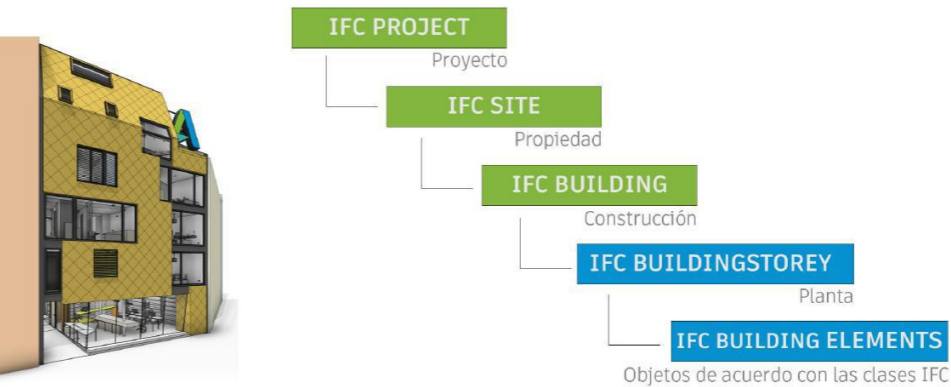 IFC PROJECT
Proyecto
IFC SITE
Propiedad
IFC BUILDING
Construcción
IFC BUILDINGSTOREY
Planta
IFC BUILDING ELEMENTS
Objetos de acuerdo con las clases IFC